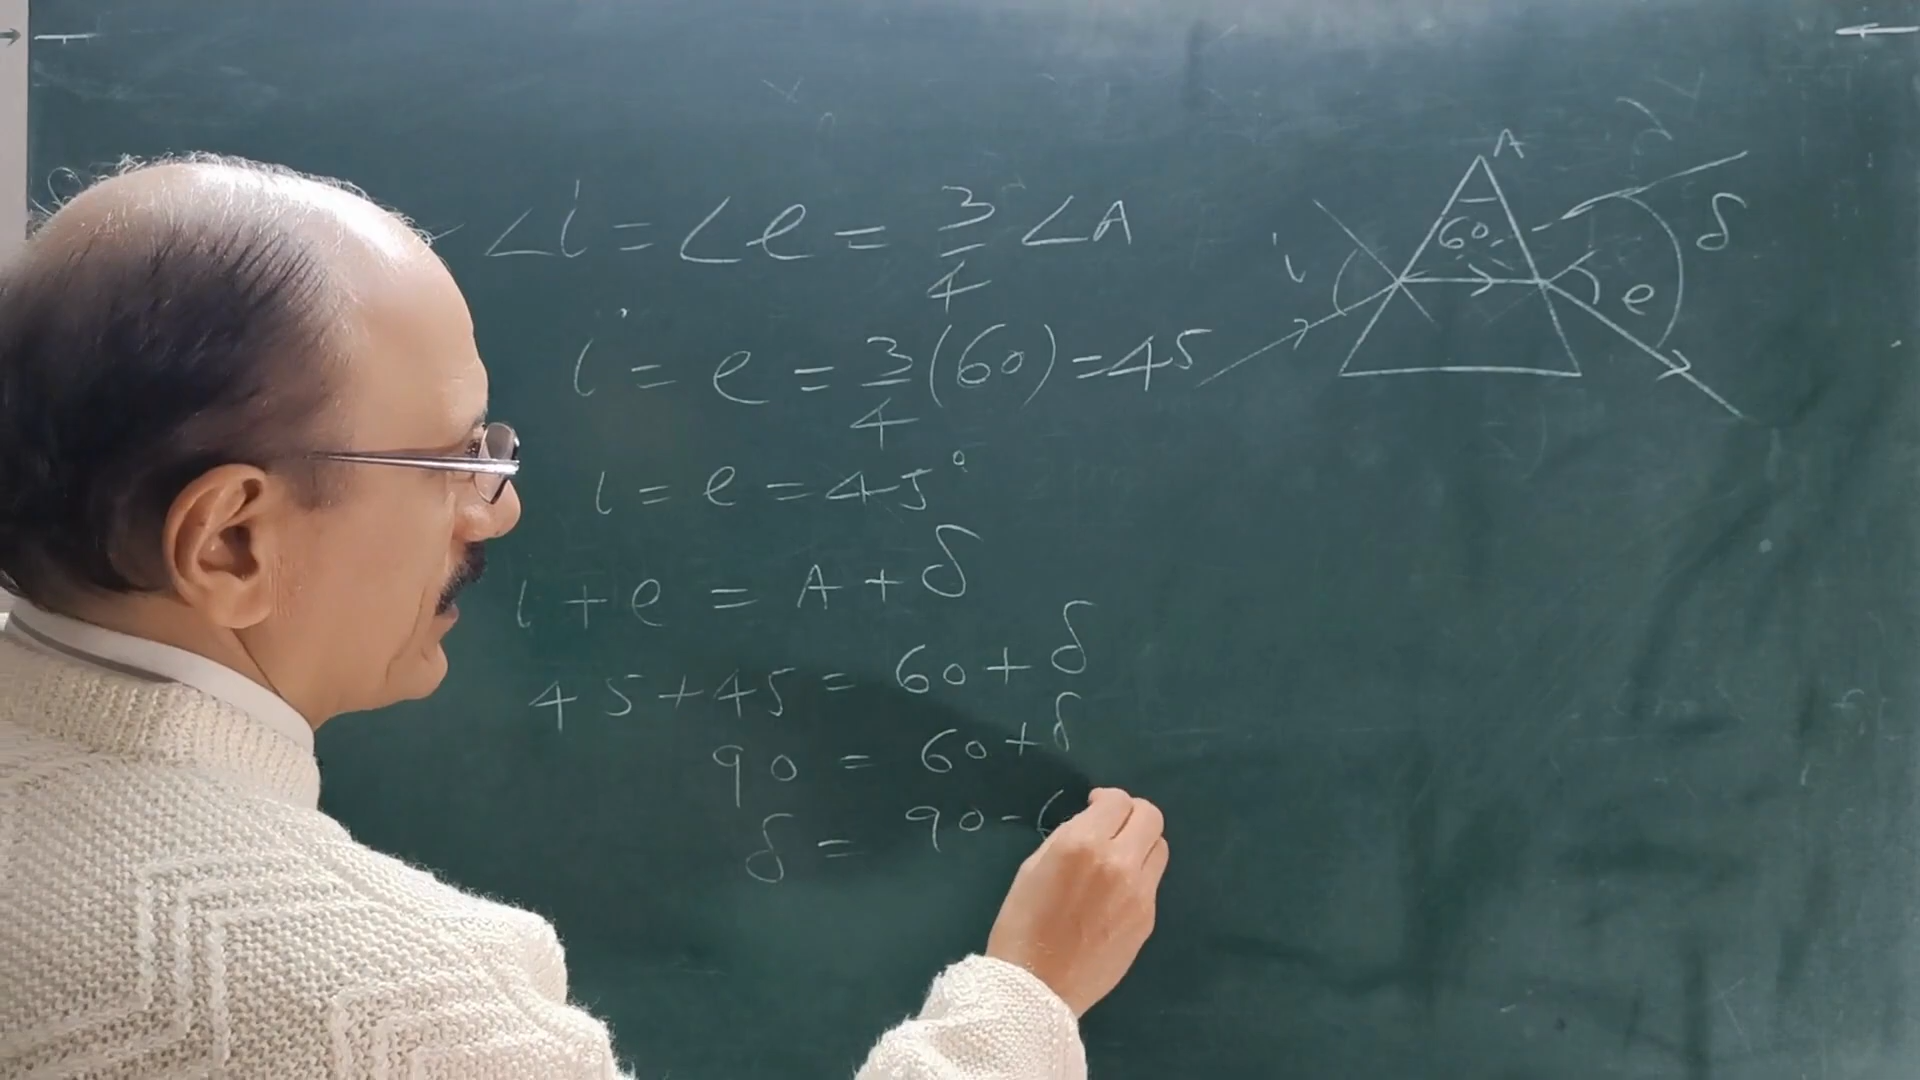 ∠i = ∠e = 3/4 ∠A
i = e = 3/4 (60) = 45
i = e = 45°
i + e = A + δ
45 + 45 = 60 + δ
90 = 60 + δ
δ = 90 - 6
A
60
i
e
δ